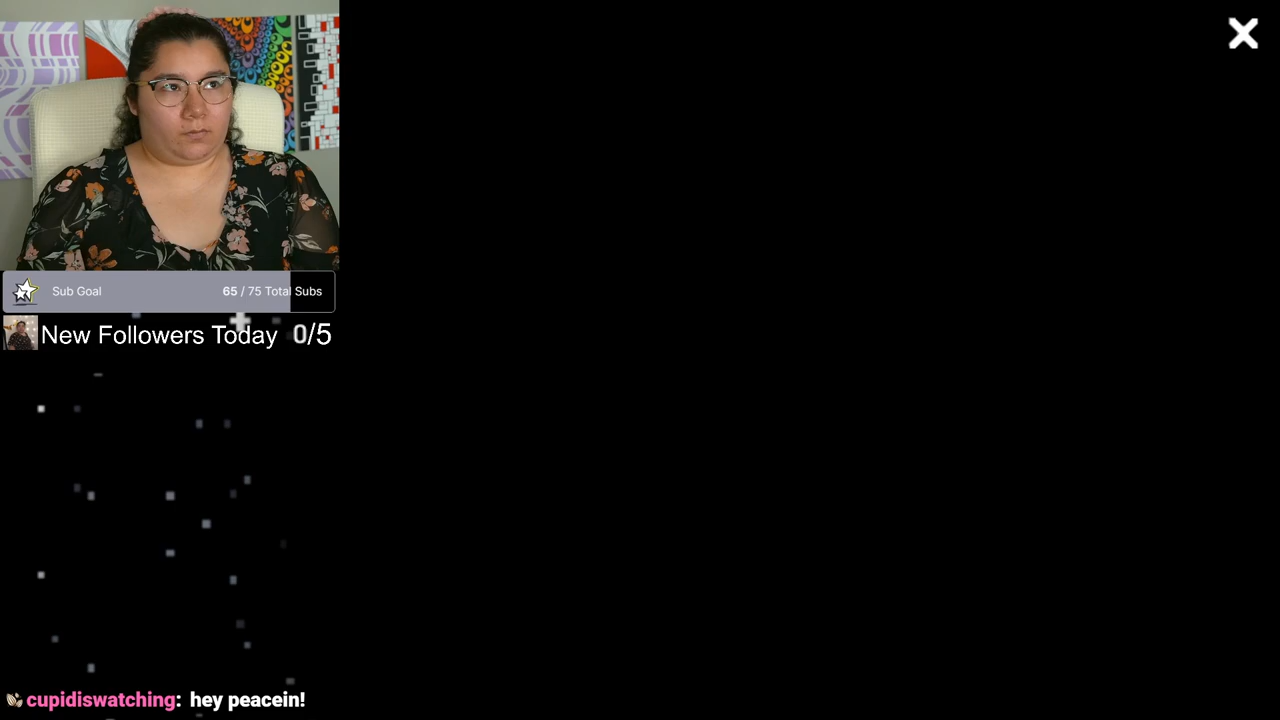 Sub Goal 65 / 75 Total Subs
New Followers Today 0/5
cupidiswatching: hey peacein!